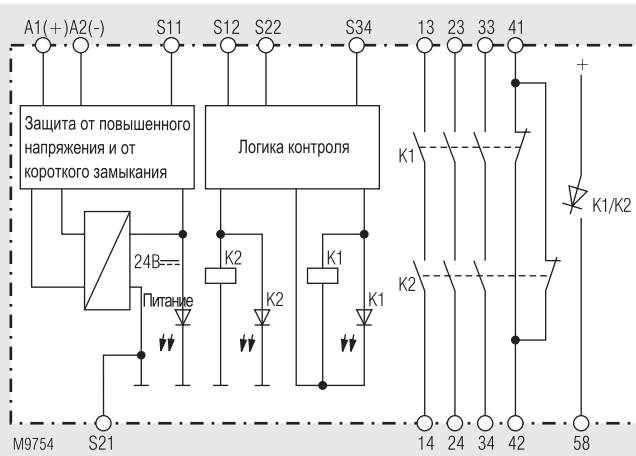 A1(+) A2(-) S11 S12 S22 S34 13 23 33 41
+
Защита от повышенного
напряжения и от
короткого замыкания
Логика контроля
K1
K1/K2
24В
K2 K1
K2
Питание K2 K1
M9754 S21 14 24 34 42 58